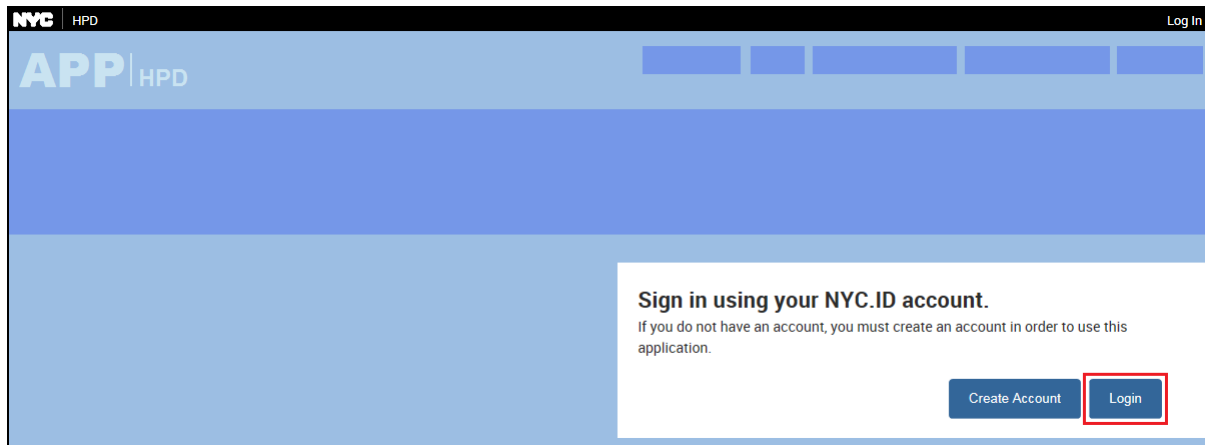 NYC HPD
Log In
APP HPD
Sign in using your NYC.ID account.
If you do not have an account, you must create an account in order to use this
application.
Create Account
Login